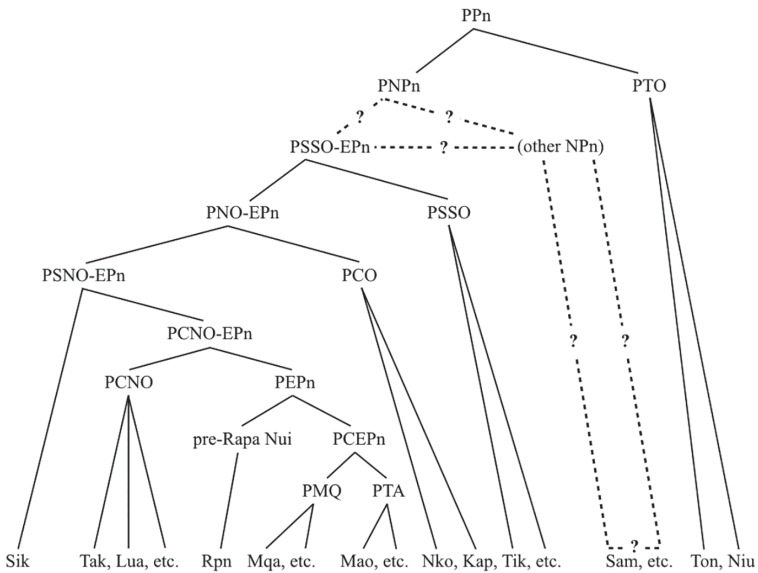 PPn
PNPn
PTO
? ?
PSSO-EPn ? (other NPn)
PNO-EPn
PSSO
PSNO-EPn
PCO
PCNO-EPn
? ?
PCNO
PEPn
pre-Rapa Nui
PCEPn
PMQ
PTA
?
Sik Tak, Lua, etc. Rpn Mqa, etc. Mao, etc. Nko, Kap, Tik, etc. Sam, etc. Ton, Niu